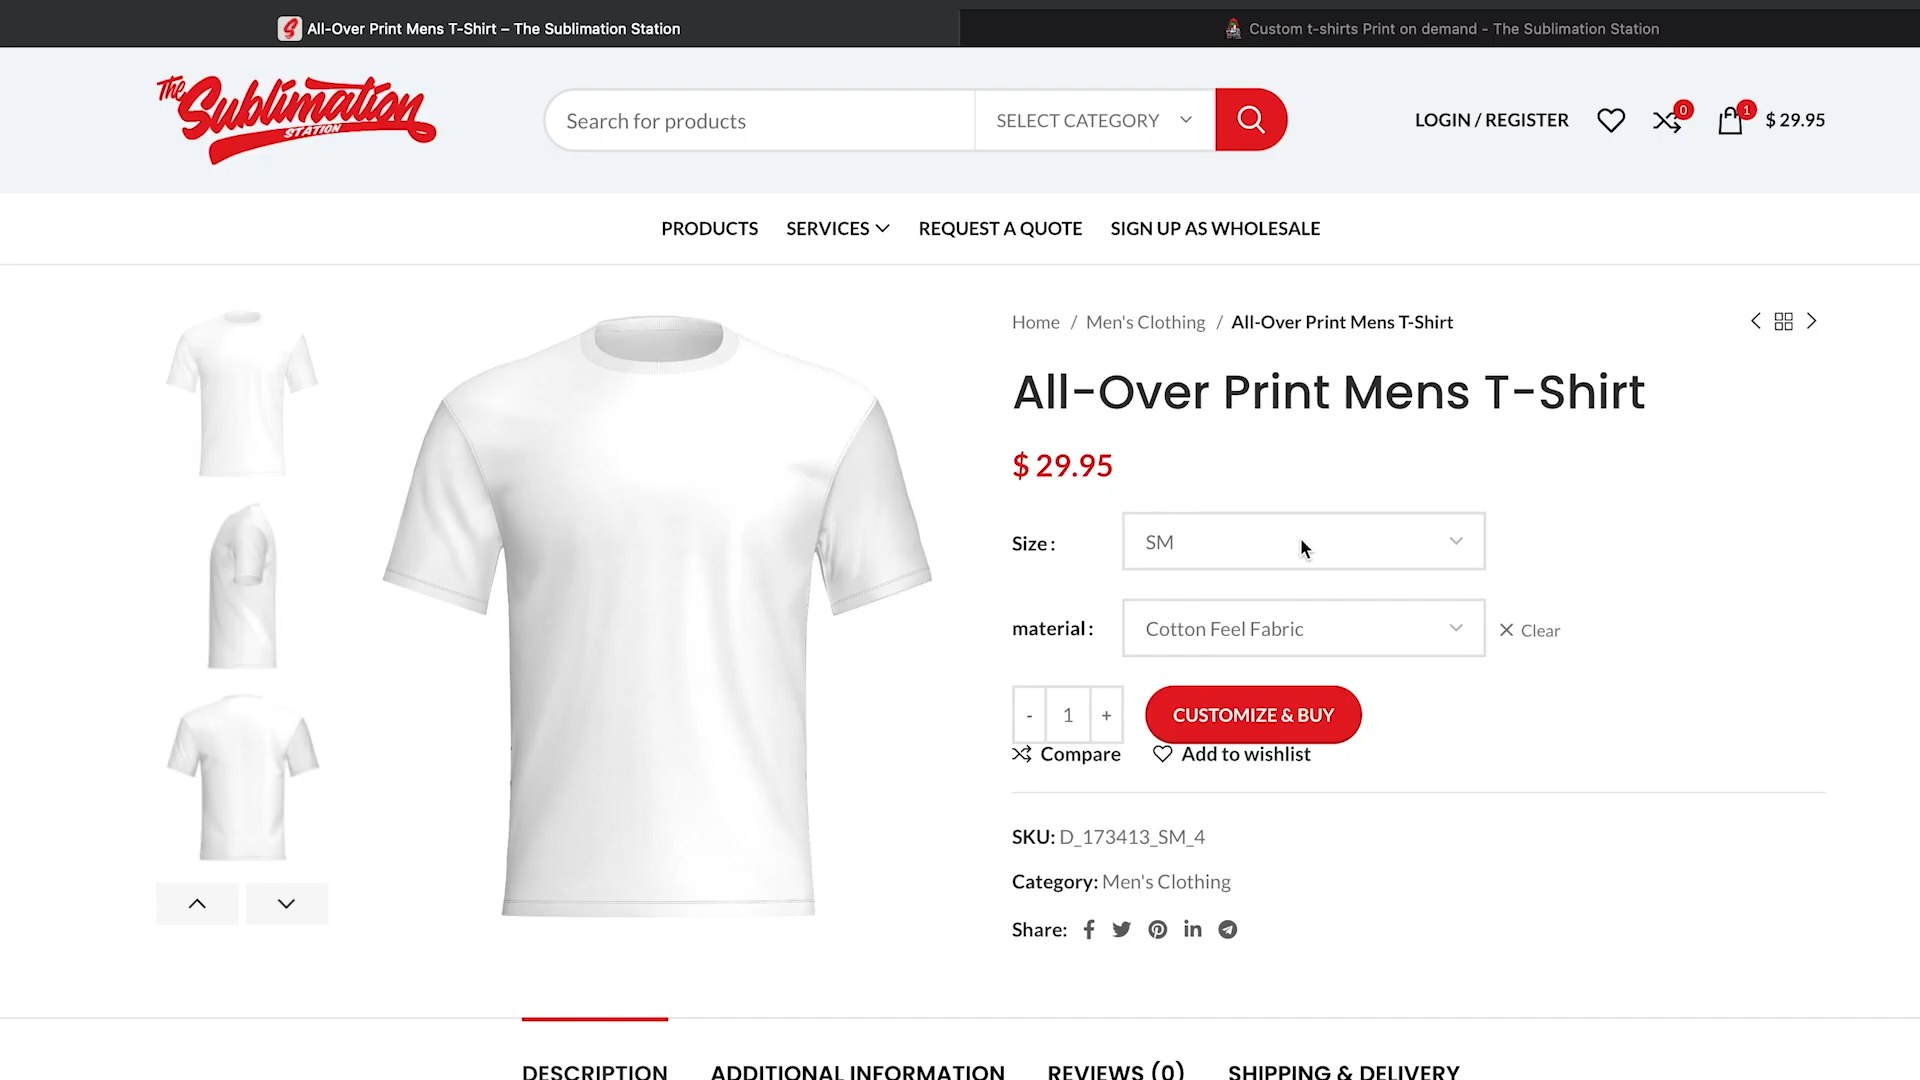 All-Over Print Mens T-Shirt – The Sublimation Station
Custom t-shirts Print on demand - The Sublimation Station
The Sublimation
STATION
Search for products
SELECT CATEGORY
LOGIN / REGISTER
0
1
$ 29.95
PRODUCTS
SERVICES
REQUEST A QUOTE
SIGN UP AS WHOLESALE
Home / Men's Clothing / All-Over Print Mens T-Shirt
All-Over Print Mens T-Shirt
$ 29.95
Size :
SM
material :
Cotton Feel Fabric
Clear
- 1 +
CUSTOMIZE & BUY
Compare
Add to wishlist
SKU: D_173413_SM_4
Category: Men's Clothing
Share:
DESCRIPTION
ADDITIONAL INFORMATION
REVIEWS (0)
SHIPPING & DELIVERY